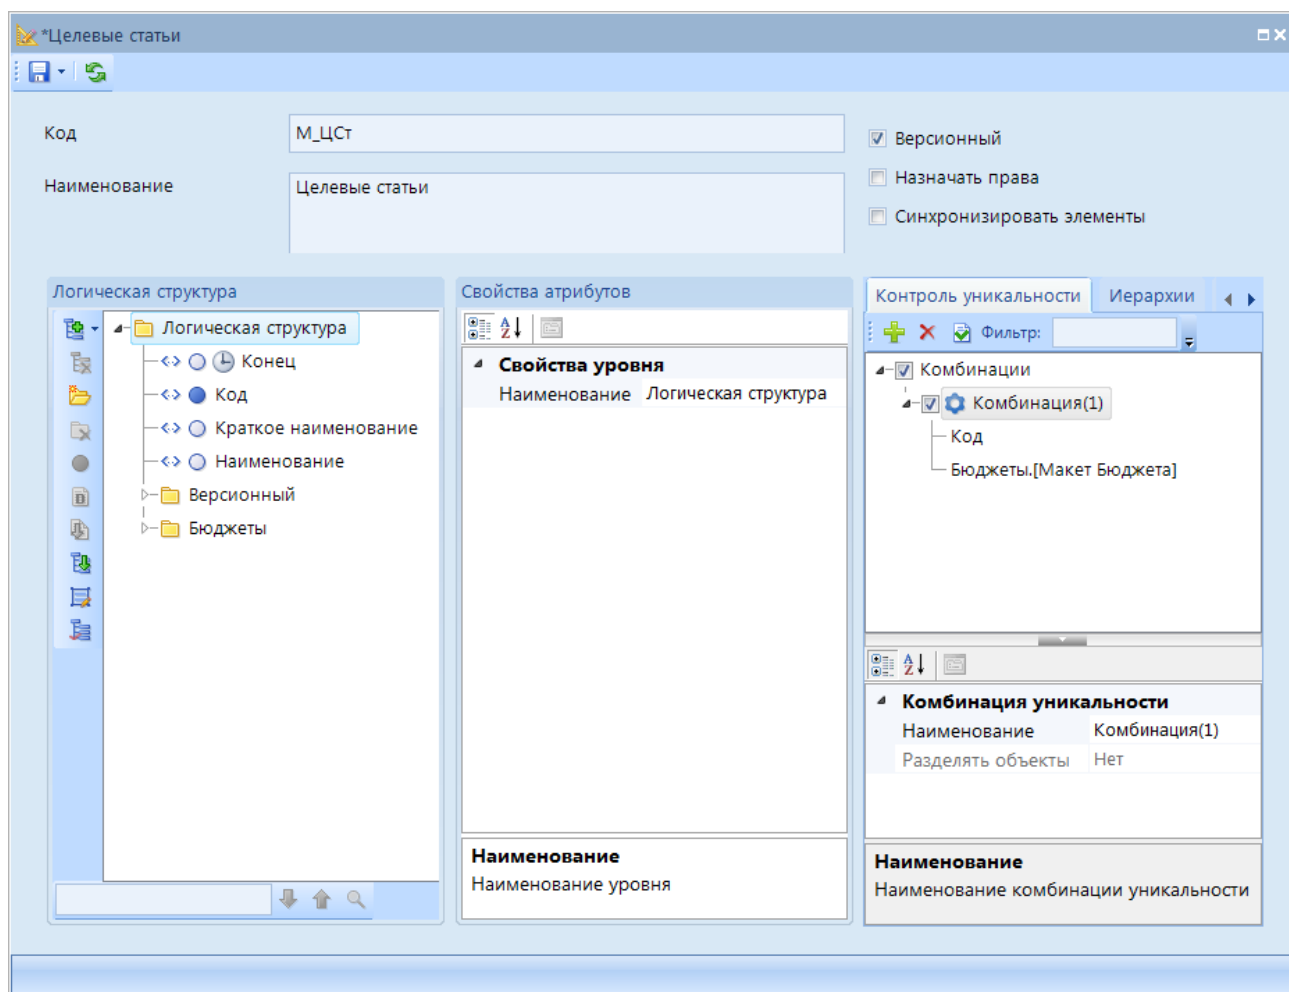 *Целевые статьи
Код
М_ЦСт
Версионный
Наименование
Целевые статьи
Назначать права
Синхронизировать элементы
Логическая структура
Логическая структура
Конец
Код
Краткое наименование
Наименование
Версионный
Бюджеты
Свойства атрибутов
Свойства уровня
Наименование Логическая структура
Наименование
Наименование уровня
Контроль уникальности Иерархии
Фильтр:
Комбинации
Комбинация(1)
Код
Бюджеты.[Макет Бюджета]
Комбинация уникальности
Наименование Комбинация(1)
Разделять объекты Нет
Наименование
Наименование комбинации уникальности